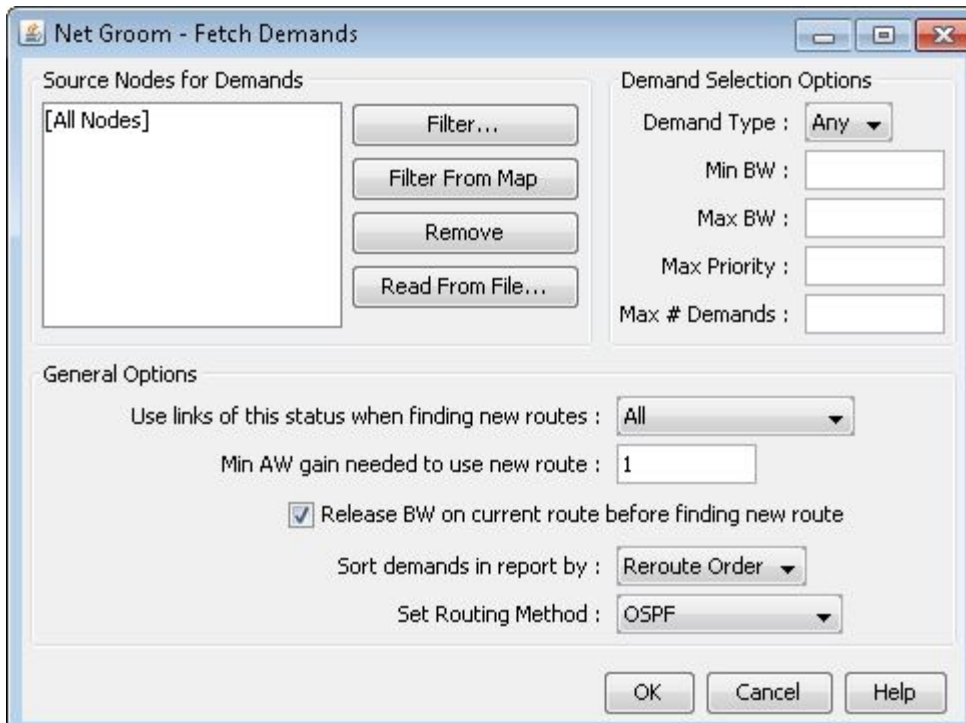 Net Groom - Fetch Demands
Source Nodes for Demands
[All Nodes]
Filter...
Filter From Map
Remove
Read From File...
Demand Selection Options
Demand Type : Any
Min BW :
Max BW :
Max Priority :
Max # Demands :
General Options
Use links of this status when finding new routes : All
Min AW gain needed to use new route : 1
Release BW on current route before finding new route
Sort demands in report by : Reroute Order
Set Routing Method : OSPF
OK Cancel Help